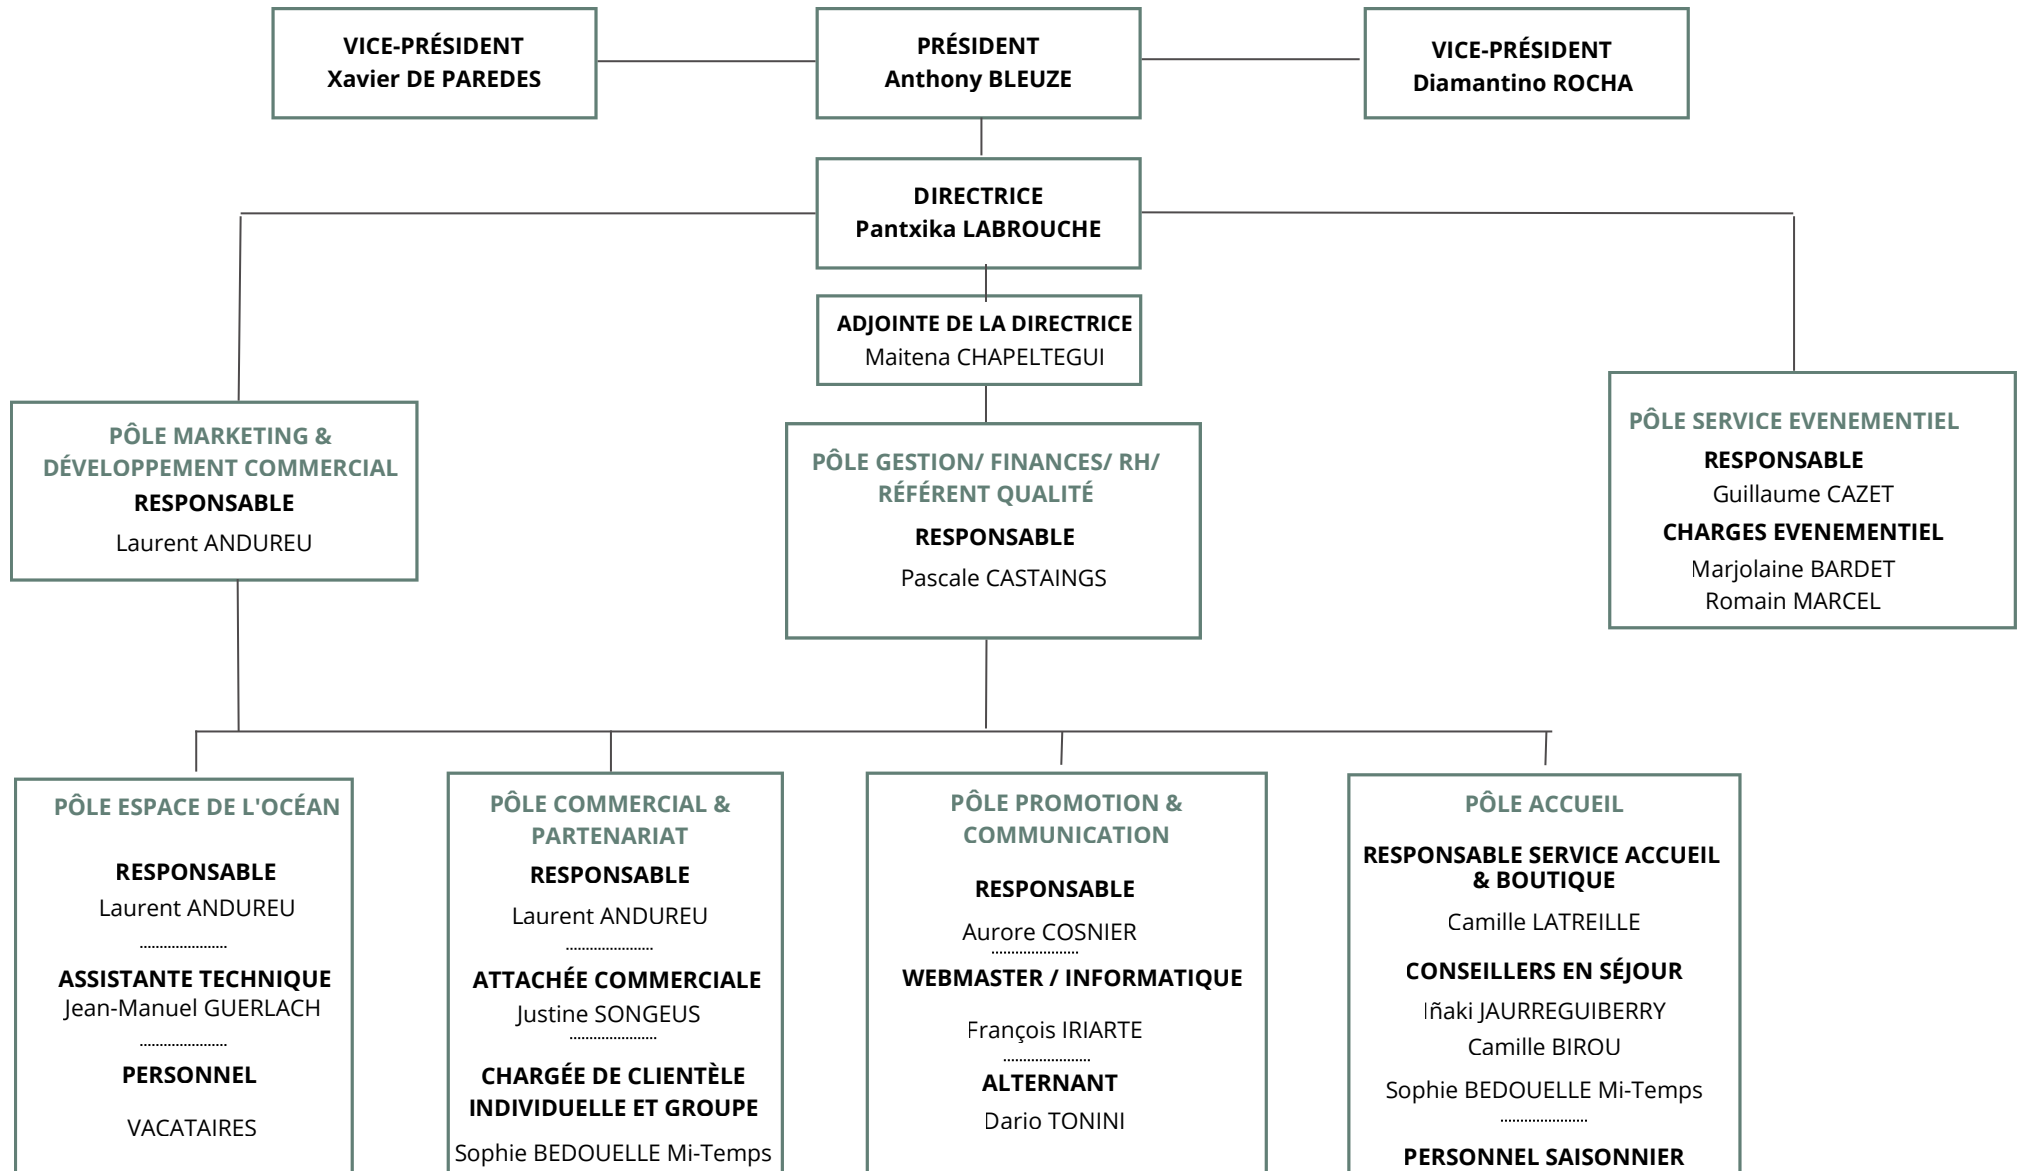 VICE-PRÉSIDENT
Xavier DE PAREDES
PRÉSIDENT
Anthony BLEUZE
VICE-PRÉSIDENT
Diamantino ROCHA
DIRECTRICE
Pantxika LABROUCHE
ADJOINTE DE LA DIRECTRICE
Maitena CHAPELTEGUI
PÔLE MARKETING &
DÉVELOPPEMENT COMMERCIAL
RESPONSABLE
Laurent ANDUREU
PÔLE GESTION/ FINANCES/ RH/
RÉFÉRENT QUALITÉ
RESPONSABLE
Pascale CASTAINGS
PÔLE SERVICE EVENEMENTIEL
RESPONSABLE
Guillaume CAZET
CHARGES EVENEMENTIEL
Marjolaine BARDET
Romain MARCEL
PÔLE ESPACE DE L'OCÉAN
RESPONSABLE
Laurent ANDUREU
ASSISTANTE TECHNIQUE
Jean-Manuel GUERLACH
PERSONNEL
VACATAIRES
PÔLE COMMERCIAL &
PARTENARIAT
RESPONSABLE
Laurent ANDUREU
ATTACHÉE COMMERCIALE
Justine SONGEUS
CHARGÉE DE CLIENTÈLE
INDIVIDUELLE ET GROUPE
Sophie BEDOUELLE Mi-Temps
PÔLE PROMOTION &
COMMUNICATION
RESPONSABLE
Aurore COSNIER
WEBMASTER / INFORMATIQUE
François IRIARTE
ALTERNANT
Dario TONINI
PÔLE ACCUEIL
RESPONSABLE SERVICE ACCUEIL
& BOUTIQUE
Camille LATREILLE
CONSEILLERS EN SÉJOUR
Iñaki JAURREGUIBERRY
Camille BIROU
Sophie BEDOUELLE Mi-Temps
PERSONNEL SAISONNIER